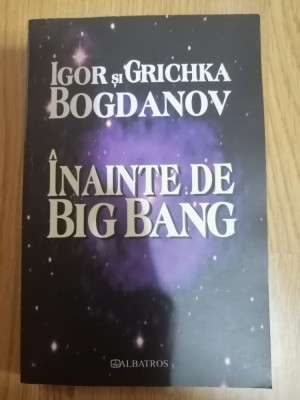 IGOR ȘI GRICHKA
BOGDANOV
ÎNAINTE DE
BIG BANG
ALBATROS